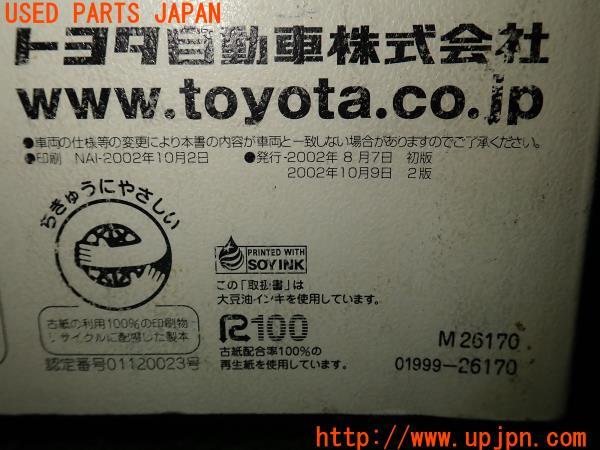 USED PARTS JAPAN
トヨタ自動車株式会社
www.toyota.co.jp
●車両の仕様等の変更により本書の内容が車両と一致しない場合がありますのでご了承ください。
●印刷 NAI-2002年10月2日 ●発行-2002年8月7日 初版
2002年10月9日 2版
ちきゅうにやさしい
PRINTED WITH
SOY INK
この「取扱書」は
大豆油インキを使用しています。
古紙の利用100%の印刷物
リサイクルに配慮した製本
認定番号01120023号
R100
古紙配合率100%の
再生紙を使用しています。
M 26170
01999-26170
http://www.upjpn.com/